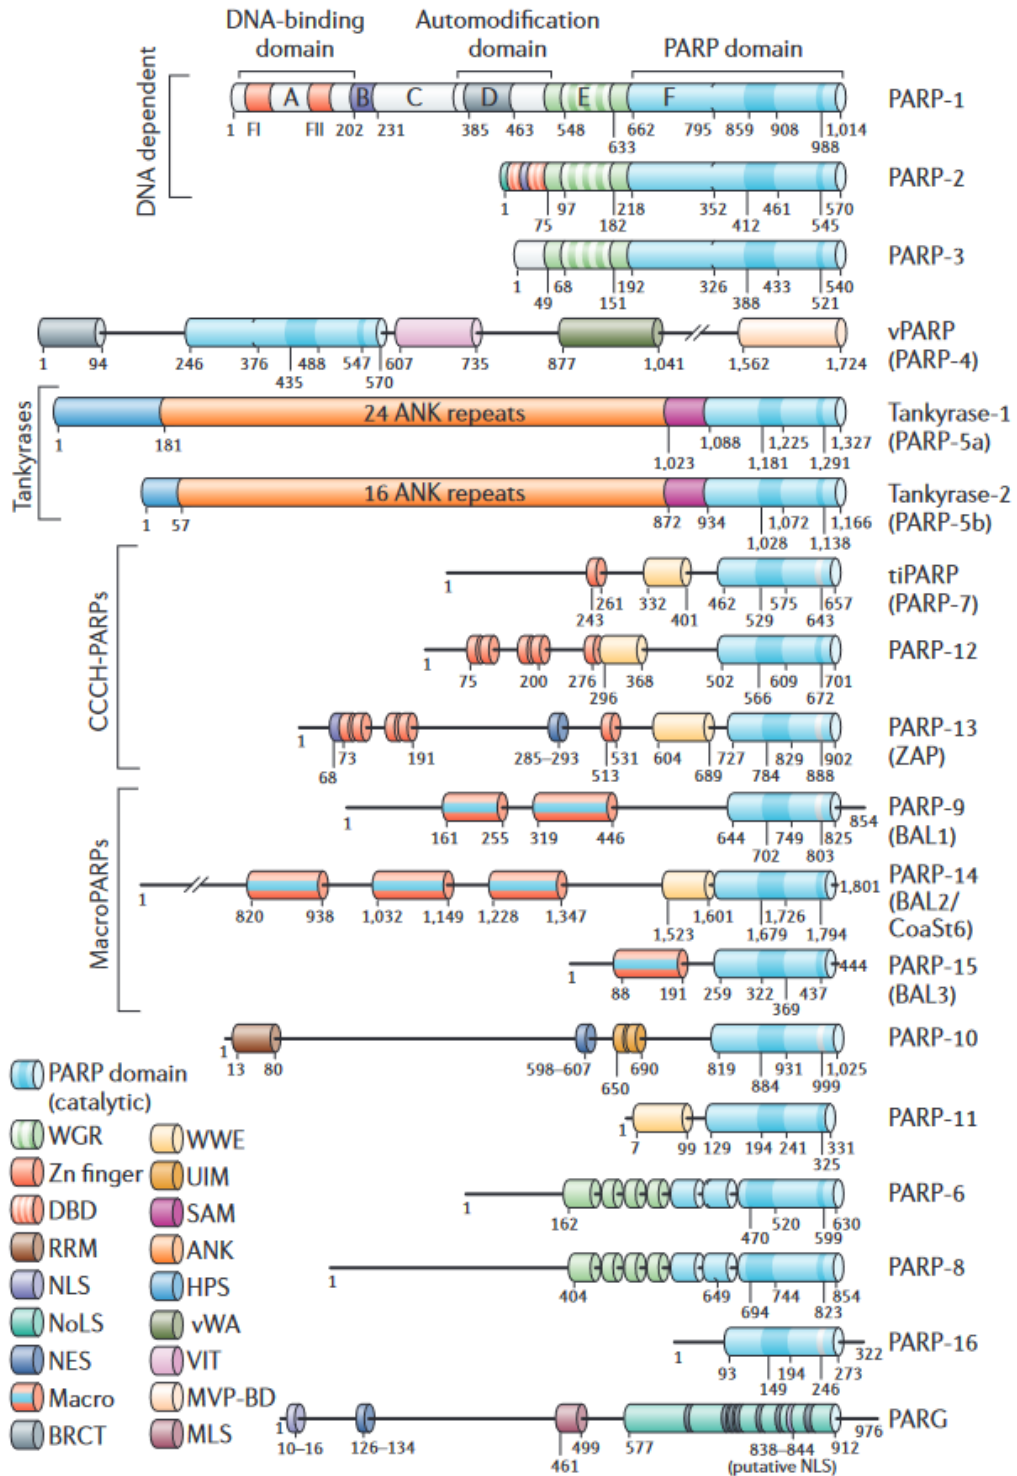 DNA-binding domain
Automodification domain
PARP domain
DNA dependent
A B C D E F
PARP-1
1 FI FII 202 231 385 463 548 633 662 795 859 908 988 1,014
PARP-2
1 75 97 182 218 352 412 461 545 570
PARP-3
1 49 68 151 192 326 388 433 521 540
vPARP
(PARP-4)
1 94 246 376 435 488 547 570 607 735 877 1,041 1,562 1,724
Tankyrases
24 ANK repeats
Tankyrase-1
(PARP-5a)
1 181 1,023 1,088 1,181 1,225 1,291 1,327
16 ANK repeats
Tankyrase-2
(PARP-5b)
1 57 872 934 1,028 1,072 1,138 1,166
CCCH-PARPs
tiPARP
(PARP-7)
1 243 261 332 401 462 529 575 643 657
PARP-12
1 75 200 276 296 368 502 566 609 672 701
PARP-13
(ZAP)
1 68 73 191 285–293 513 531 604 689 727 784 829 888 902
MacroPARPs
PARP-9
(BAL1)
1 161 255 319 446 644 702 749 803 825 854
PARP-14
(BAL2/
CoaSt6)
1 820 938 1,032 1,149 1,228 1,347 1,523 1,601 1,679 1,726 1,794 1,801
PARP-15
(BAL3)
1 88 191 259 322 369 437 444
PARP-10
1 13 80 598–607 650 690 819 884 931 999 1,025
PARP-11
1 7 99 129 194 241 325 331
PARP-6
1 162 470 520 599 630
PARP-8
1 404 649 694 744 823 854
PARP-16
1 93 149 194 246 273 322
PARG
1 10–16 126–134 461 499 577 838–844 912 976
(putative NLS)
PARP domain
(catalytic)
WGR
Zn finger
DBD
RRM
NLS
NoLS
NES
Macro
BRCT
WWE
UIM
SAM
ANK
HPS
vWA
VIT
MVP-BD
MLS